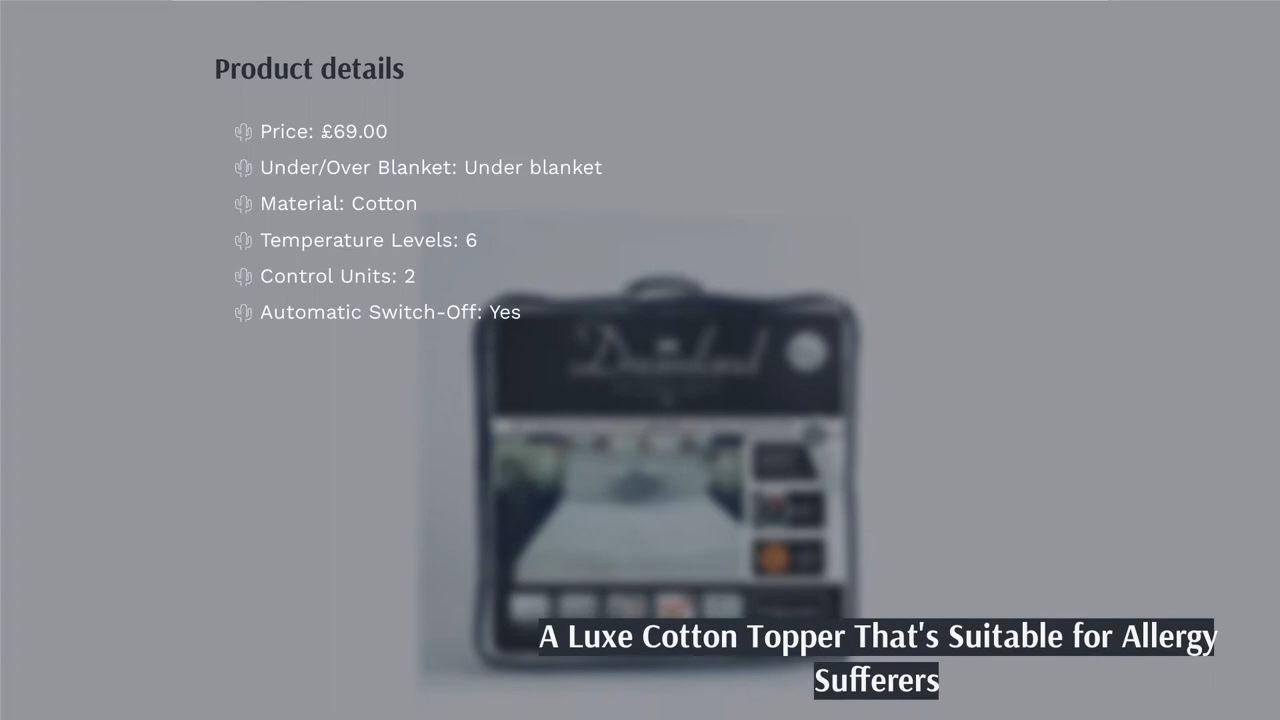 Product details
Price: £69.00
Under/Over Blanket: Under blanket
Material: Cotton
Temperature Levels: 6
Control Units: 2
Automatic Switch-Off: Yes
Dreamland
A Luxe Cotton Topper That's Suitable for Allergy
Sufferers